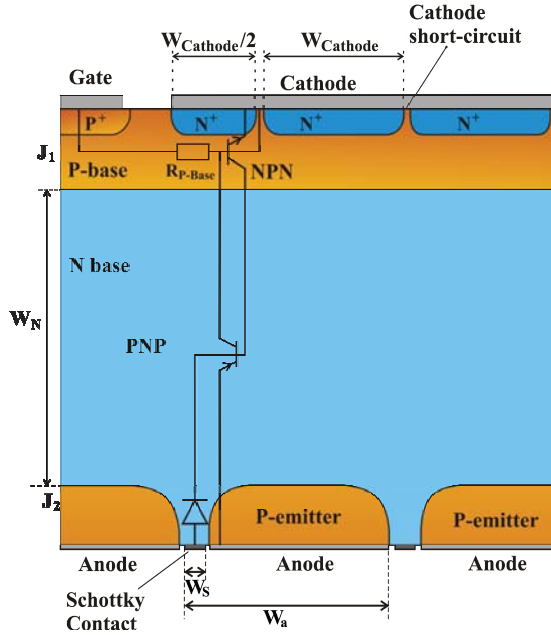 Cathode
short-circuit
W_Cathode/2
W_Cathode
Gate
Cathode
P+
N+
N+
N+
J1
P-base
R_P-Base
NPN
N base
W_N
PNP
J2
P-emitter
P-emitter
Anode
Anode
Anode
Schottky
Contact
W_S
W_a